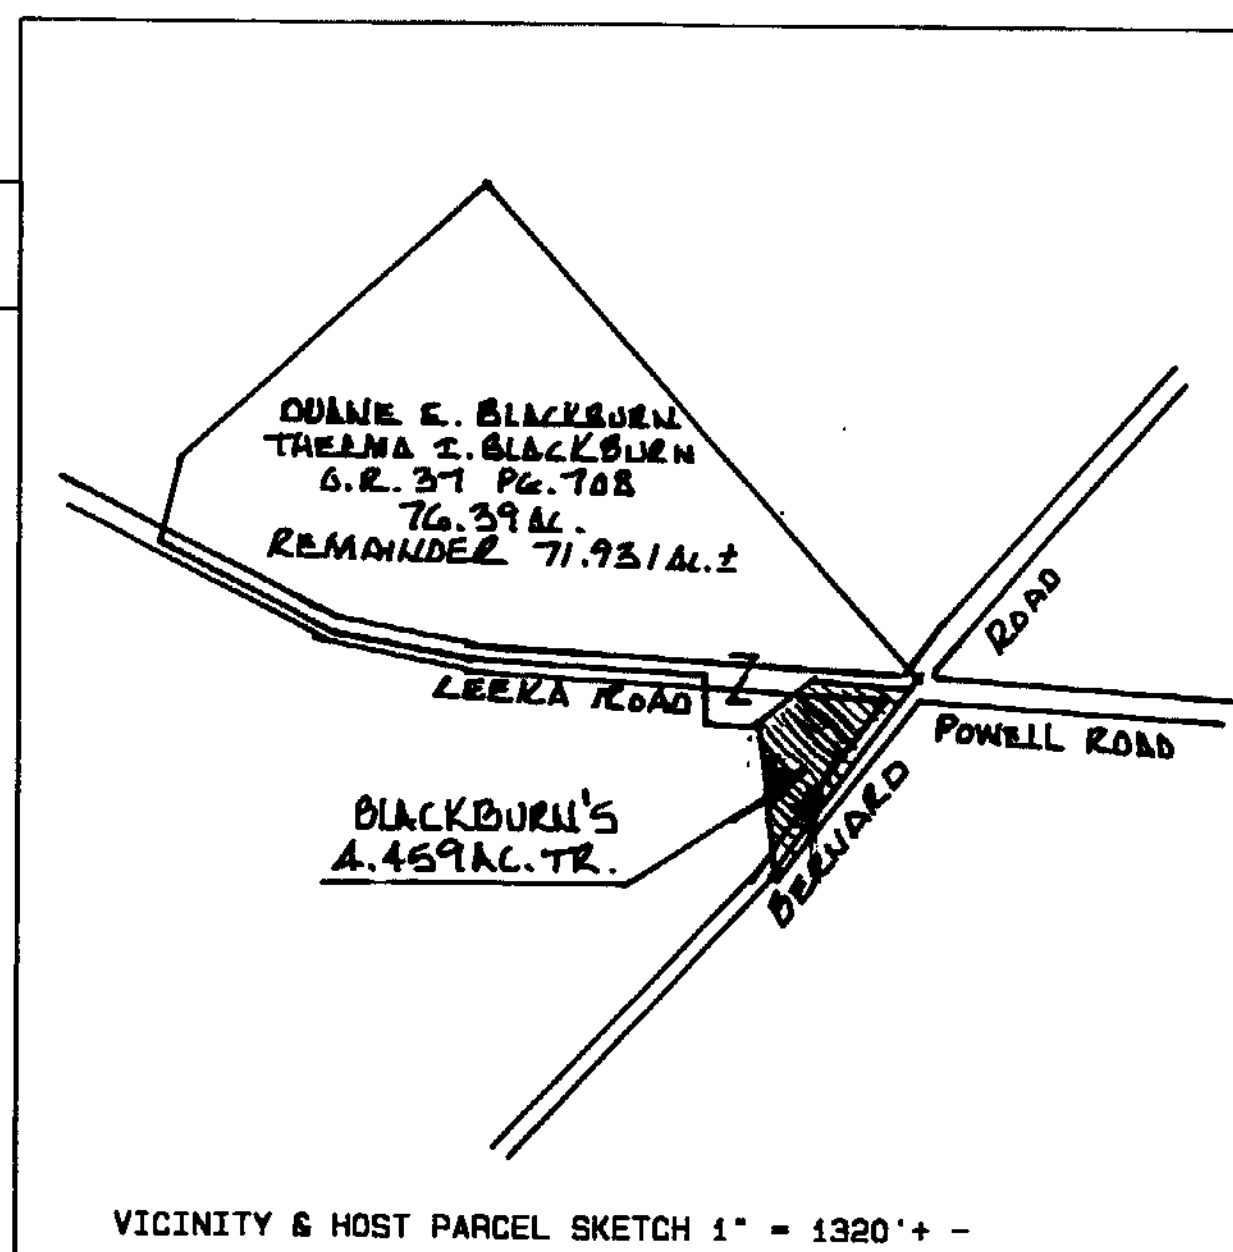 DUANE E. BLACKBURN
THELMA I. BLACKBURN
O.R. 37 PG. 708
76.39 AC.
REMAINDER 71.931 AC. ±
ROAD
LEEKA ROAD
POWELL ROAD
BLACKBURN'S
4.459 AC. TR.
BERNARD
VICINITY & HOST PARCEL SKETCH 1" = 1320'+ -